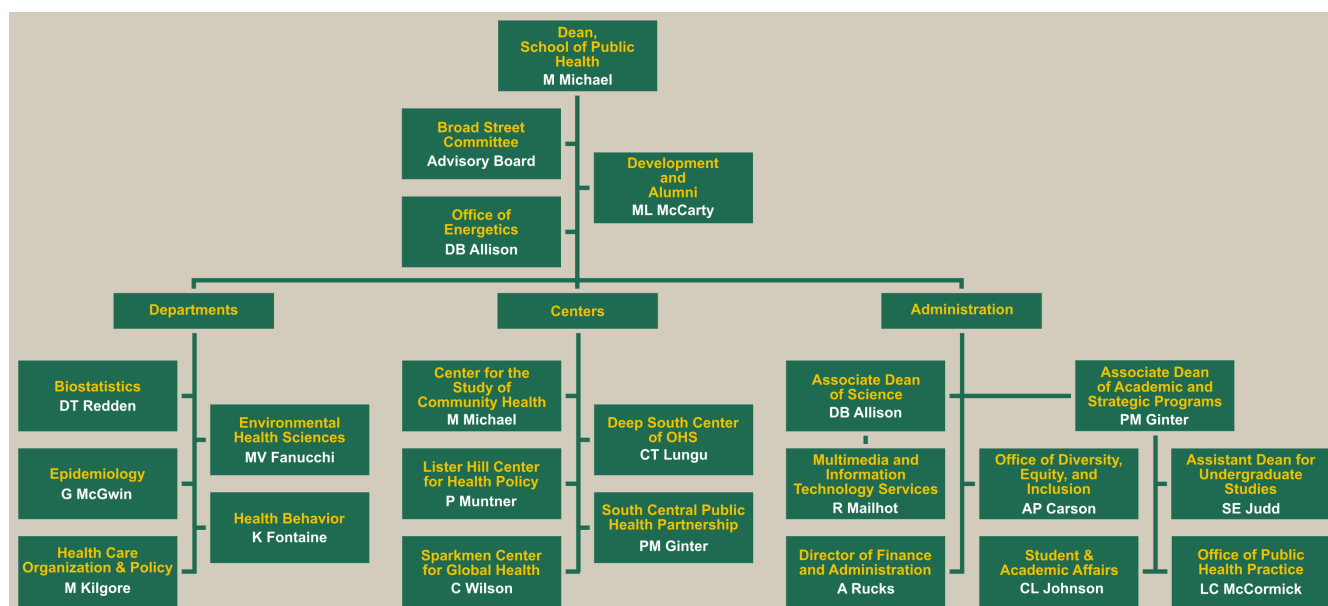 Dean,
School of Public
Health
M Michael
Broad Street
Committee
Advisory Board
Development
and
Alumni
ML McCarty
Office of
Energetics
DB Allison
Departments
Centers
Administration
Biostatistics
DT Redden
Environmental
Health Sciences
MV Fanucchi
Epidemiology
G McGwin
Health Behavior
K Fontaine
Health Care
Organization & Policy
M Kilgore
Center for the
Study of
Community Health
M Michael
Deep South Center
of OHS
CT Lungu
Lister Hill Center
for Health Policy
P Muntner
South Central Public
Health Partnership
PM Ginter
Sparkmen Center
for Global Health
C Wilson
Associate Dean
of Science
DB Allison
Associate Dean
of Academic and
Strategic Programs
PM Ginter
Multimedia and
Information
Technology Services
R Mailhot
Office of Diversity,
Equity, and
Inclusion
AP Carson
Assistant Dean for
Undergraduate
Studies
SE Judd
Director of Finance
and Administration
A Rucks
Student &
Academic Affairs
CL Johnson
Office of Public
Health Practice
LC McCormick